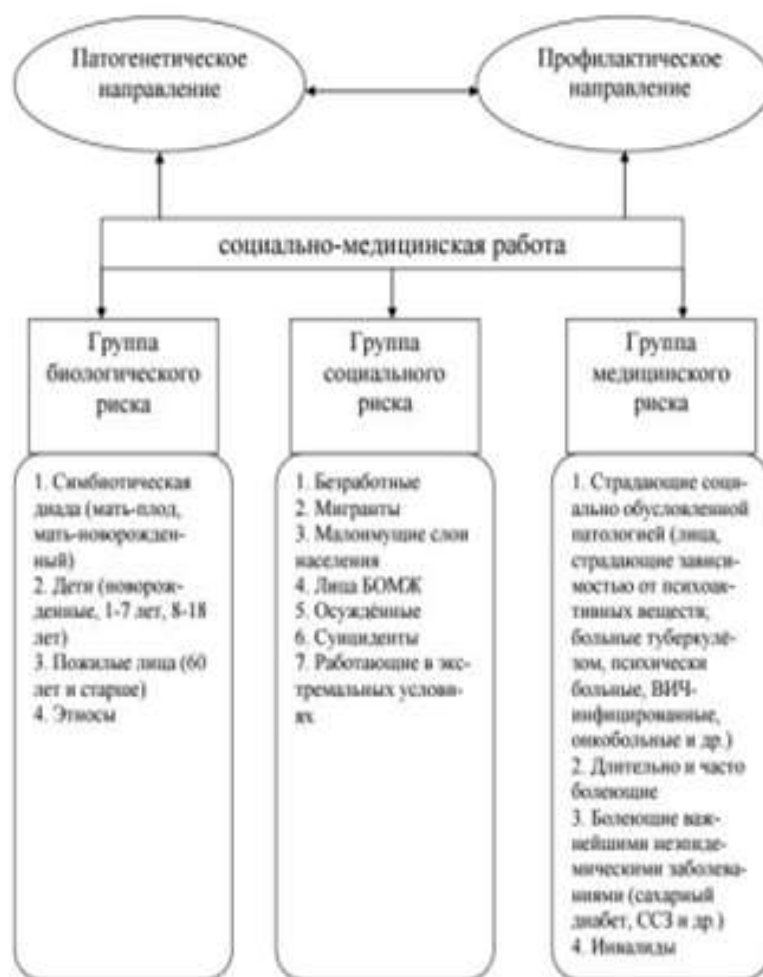 Патогенетическое
направление
Профилактическое
направление
социально-медицинская работа
Группа
биологического
риска
1. Симбиотическая
диада (мать-плод,
мать-новорожден-
ный)
2. Дети (новорож-
денные, 1-7 лет, 8-18
лет)
3. Пожилые лица (60
лет и старше)
4. Этносы
Группа
социального
риска
1. Безработные
2. Мигранты
3. Малоимущие слои
населения
4. Лица БОМЖ
5. Осуждённые
6. Суициденты
7. Работающие в экс-
тремальных услови-
ях
Группа
медицинского
риска
1. Страдающие соци-
ально обусловленной
патологией (лица,
страдающие зависи-
мостью от психоак-
тивных веществ,
больные туберкулё-
зом, психически
больные, ВИЧ-
инфицированные,
онкобольные и др.)
2. Длительно и часто
болеющие
3. Болеющие важ-
нейшими неэпиде-
мическими заболева-
ниями (сахарный
диабет, ССЗ и др.)
4. Инвалиды